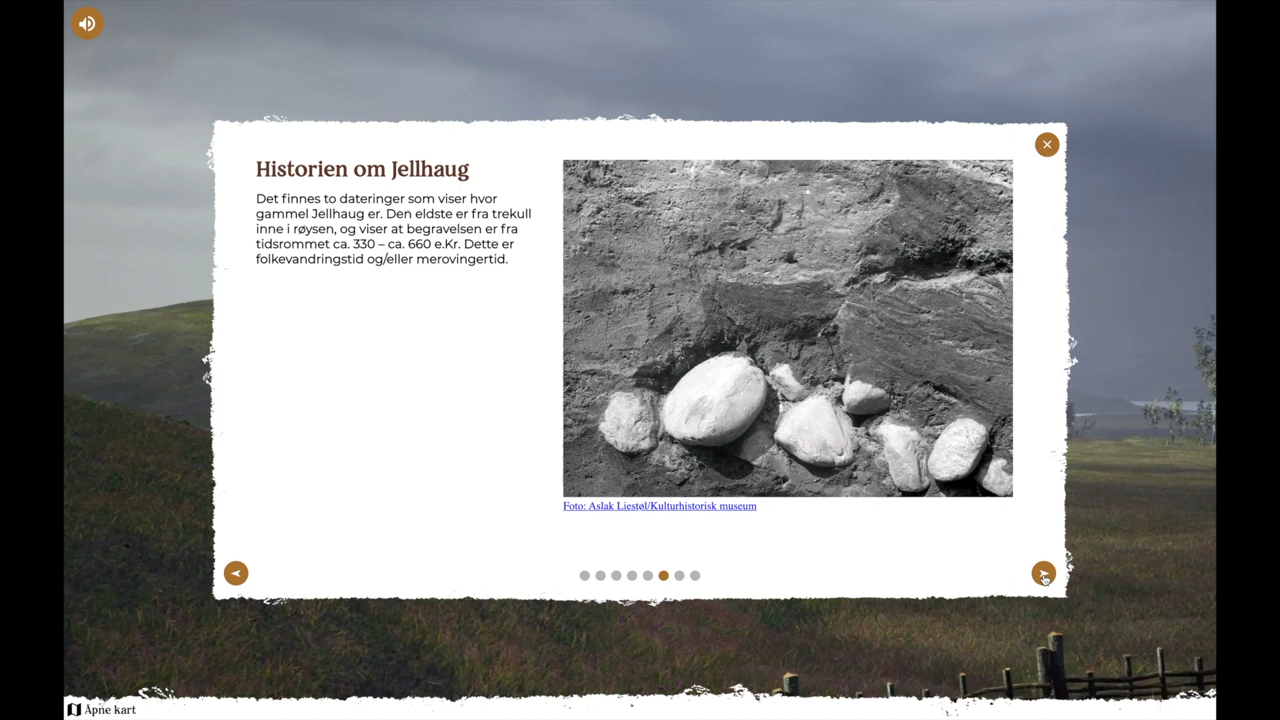 Historien om Jellhaug
Det finnes to dateringer som viser hvor
gammel Jellhaug er. Den eldste er fra trekull
inne i røysen, og viser at begravelsen er fra
tidsrommet ca. 330 – ca. 660 e.Kr. Dette er
folkevandringstid og/eller merovingertid.
Foto: Aslak Liestøl/Kulturhistorisk museum
Åpne kart